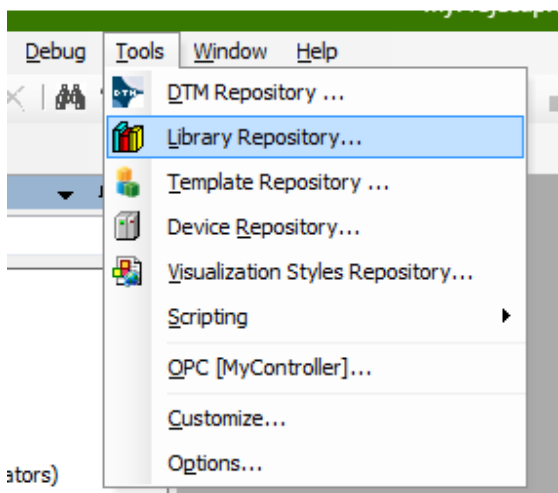 Debug Tools Window Help
DTM Repository ...
Library Repository...
Template Repository ...
Device Repository...
Visualization Styles Repository...
Scripting
OPC [MyController]...
Customize...
Options...
ators)